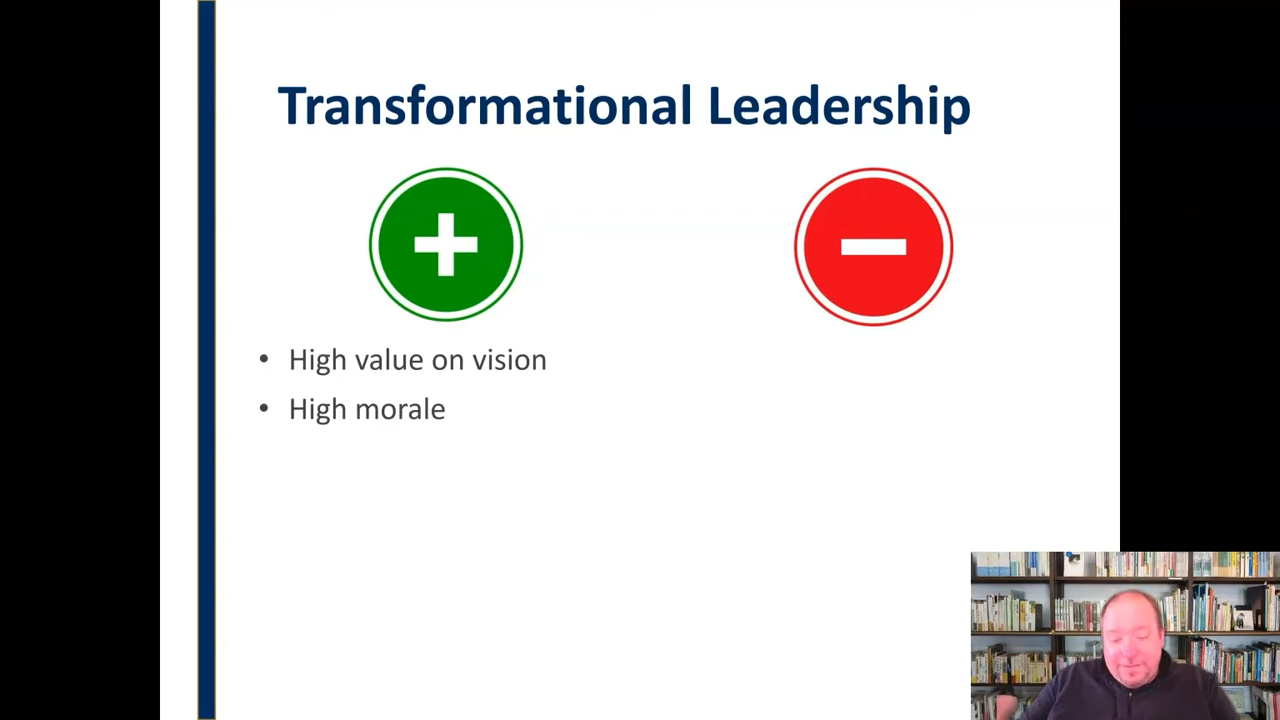 Transformational Leadership
• High value on vision
• High morale